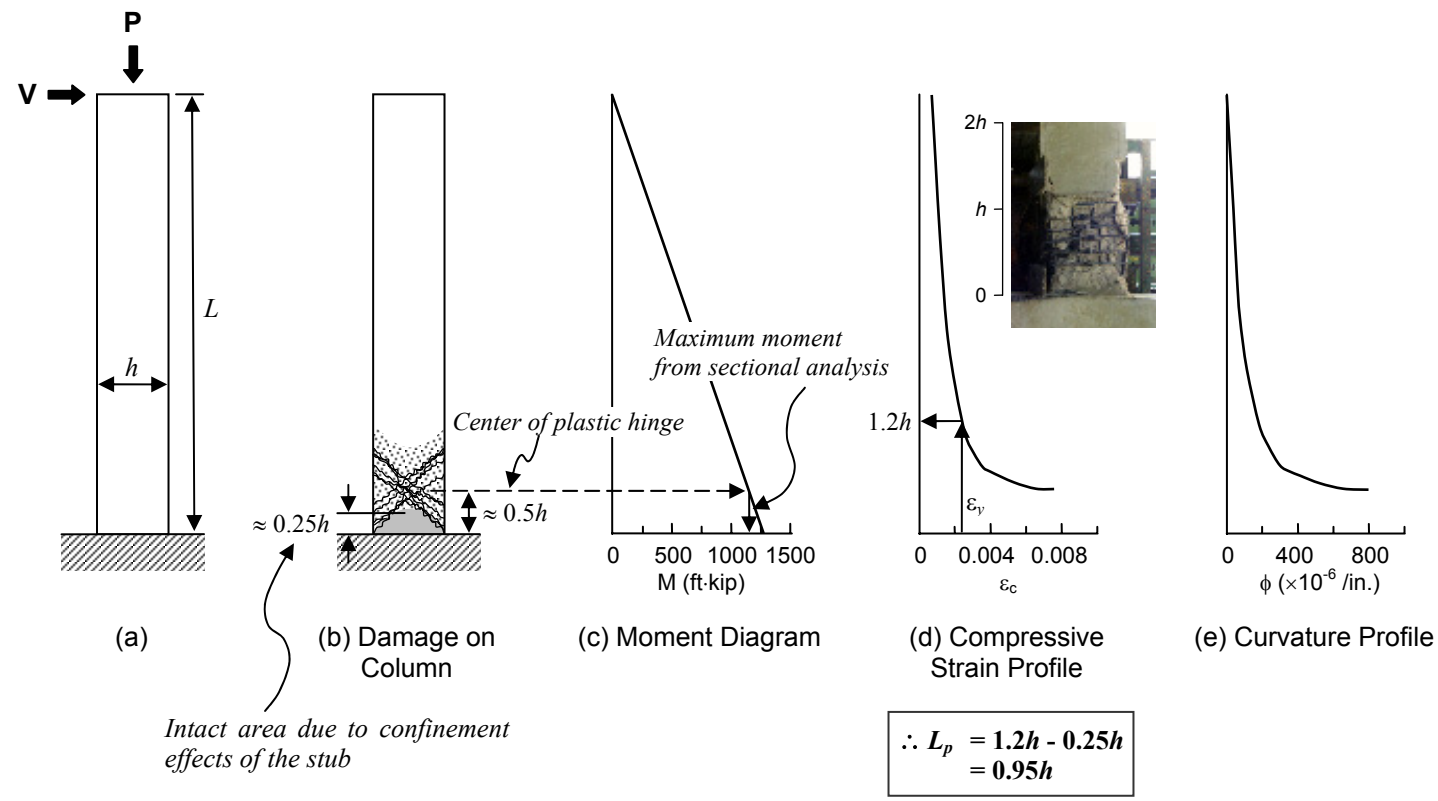 P
V
L
h
≈ 0.25h
Center of plastic hinge
≈ 0.5h
Maximum moment
from sectional analysis
0 500 1000 1500
M (ft·kip)
2h
h
0
1.2h
εy
0 0.004 0.008
εc
0 400 800
ϕ (×10⁻⁶ /in.)
(a)
(b) Damage on
Column
(c) Moment Diagram
(d) Compressive
Strain Profile
(e) Curvature Profile
Intact area due to confinement
effects of the stub
∴ Lp = 1.2h - 0.25h
= 0.95h